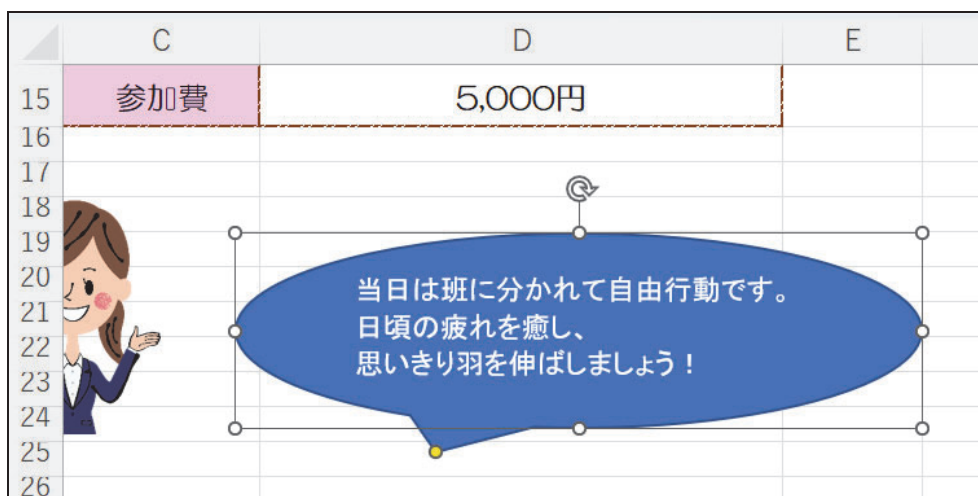 C D E
15 参加費 5,000円
16
17
18
19
20 当日は班に分かれて自由行動です。
21 日頃の疲れを癒し、
22 思いきり羽を伸ばしましょう！
23
24
25
26